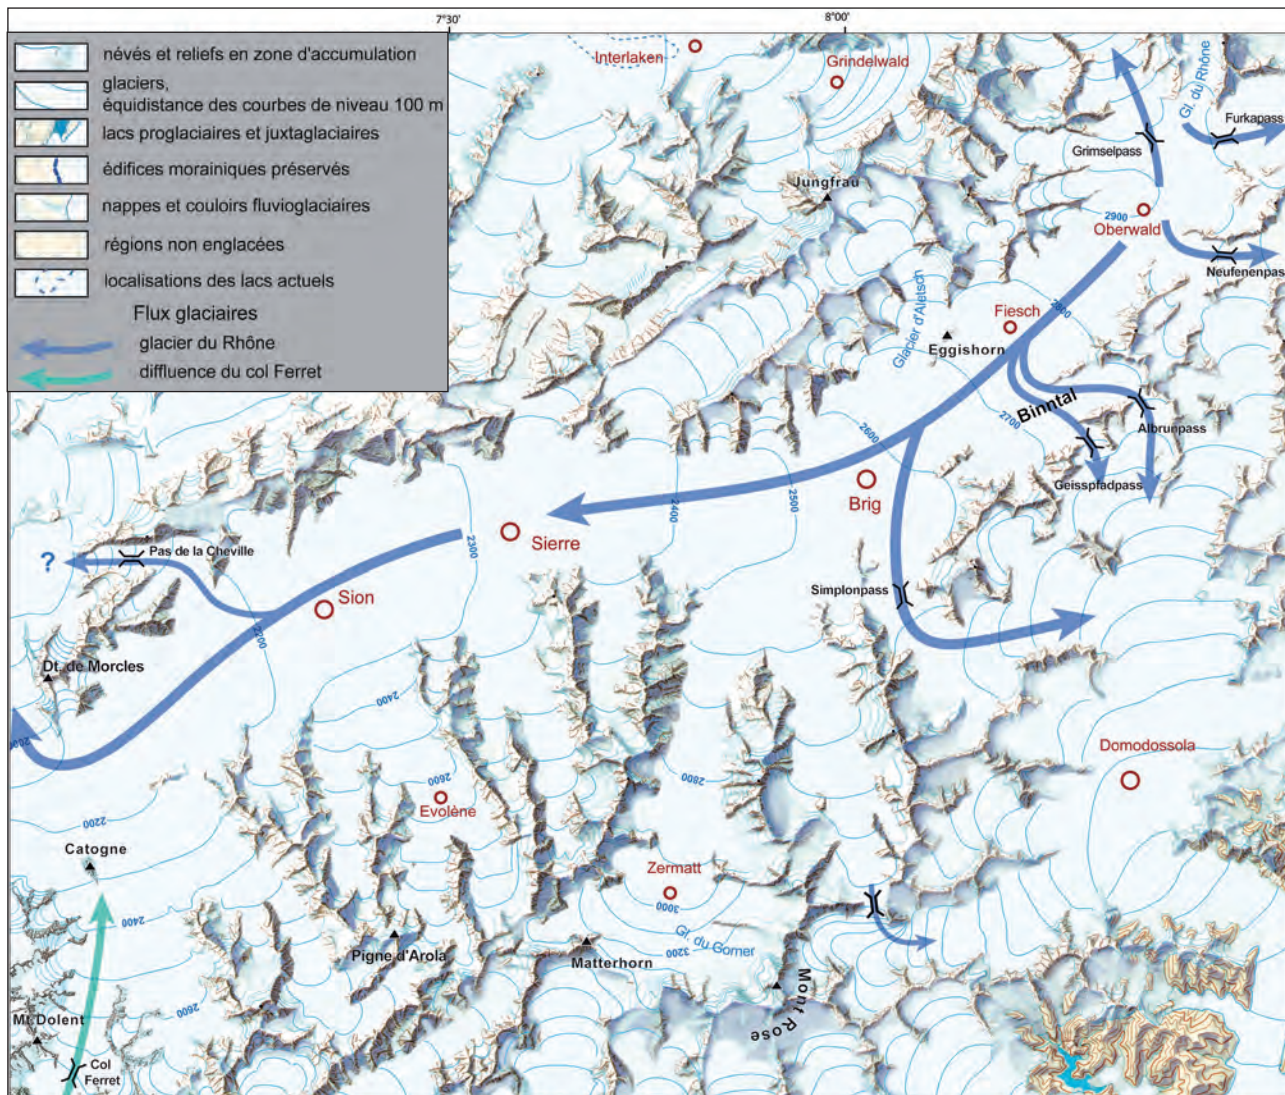 7°30
8°00'
névés et reliefs en zone d'accumulation
glaciers,
équidistance des courbes de niveau 100 m
lacs proglaciaires et juxtaglaciaires
édifices morainiques préservés
nappes et couloirs fluvioglaciaires
régions non englacées
localisations des lacs actuels
Flux glaciaires
glacier du Rhône
diffluence du col Ferret
Interlaken
Grindelwald
Gl. du Rhône
Furkapass
Grimselpass
Jungfrau
2900
Oberwald
Neufenenpass
Glacier d'Aletsch
Fiesch
2800
Eggishorn
Binntal
2700
Albrunpass
2600
Geisspfadpass
Brig
2500
2400
2300
Sierre
Pas de la Cheville
?
Simplonpass
Sion
2200
Dt. de Morcles
2400
Domodossola
2600
2800
Evolène
2200
Catogne
Zermatt
3000
2400
Gl. du Gorner
3200
Pigne d'Arola
Matterhorn
Mont Rose
2600
Mt Dolent
Col
Ferret